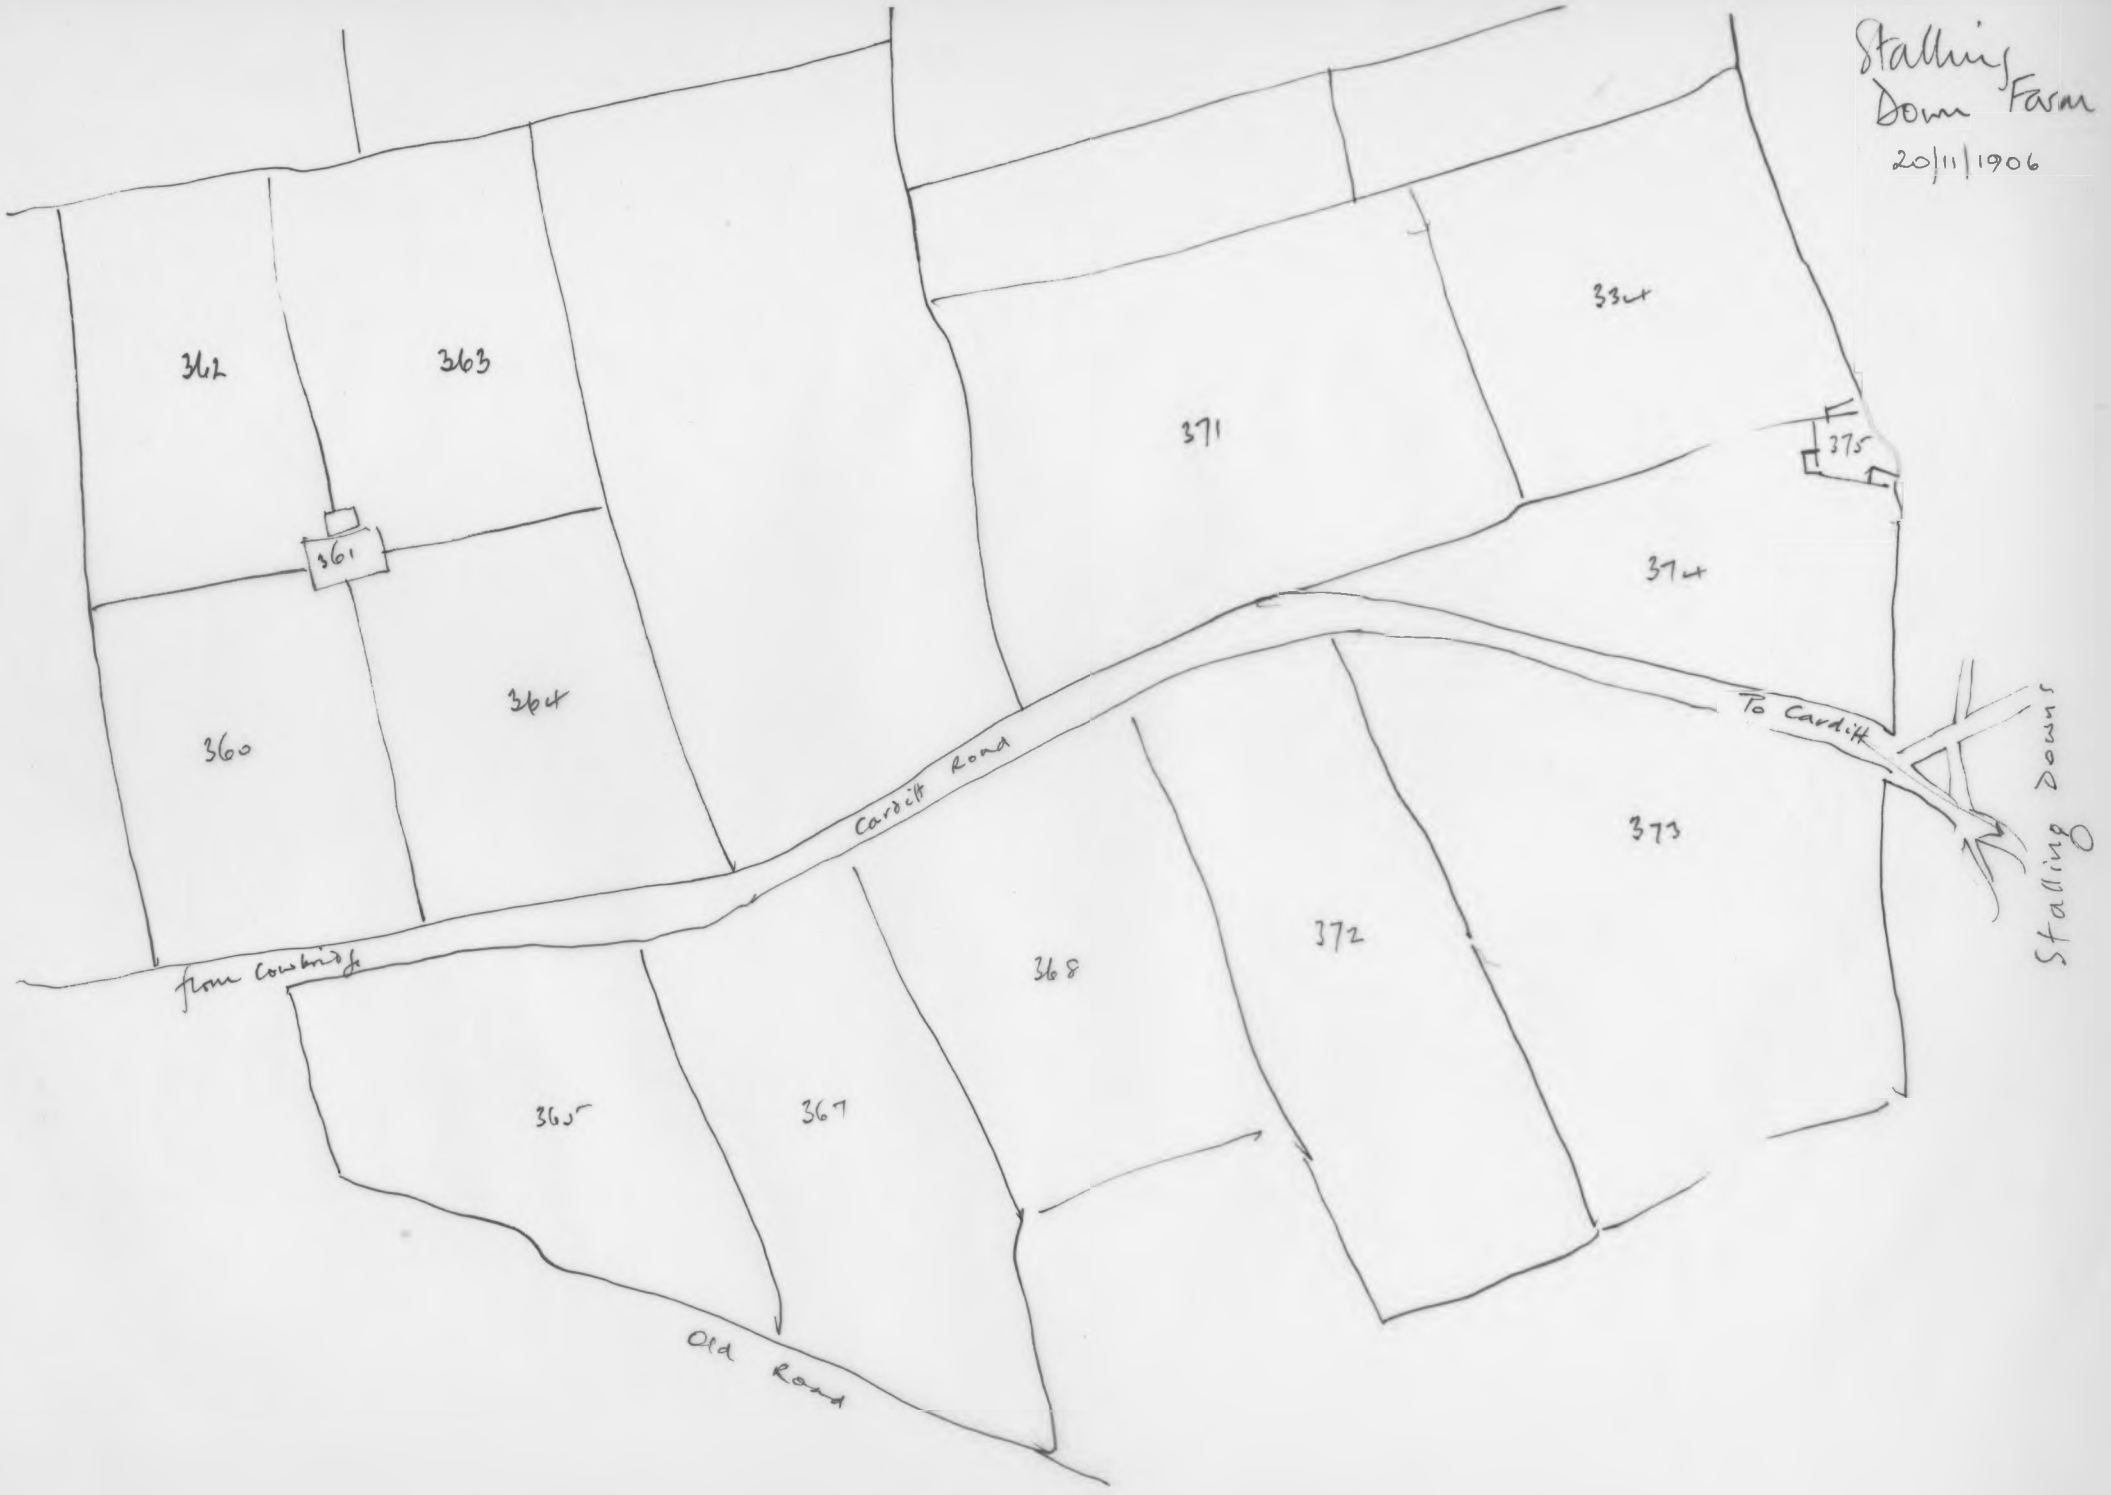 Stalling
Down Farm
20/11/1906
334
362
363
371
375
361
374
364
To Cardiff
360
Cardiff Road
373
Stalling Downs
372
from Cowbridge
368
365
367
Old Road